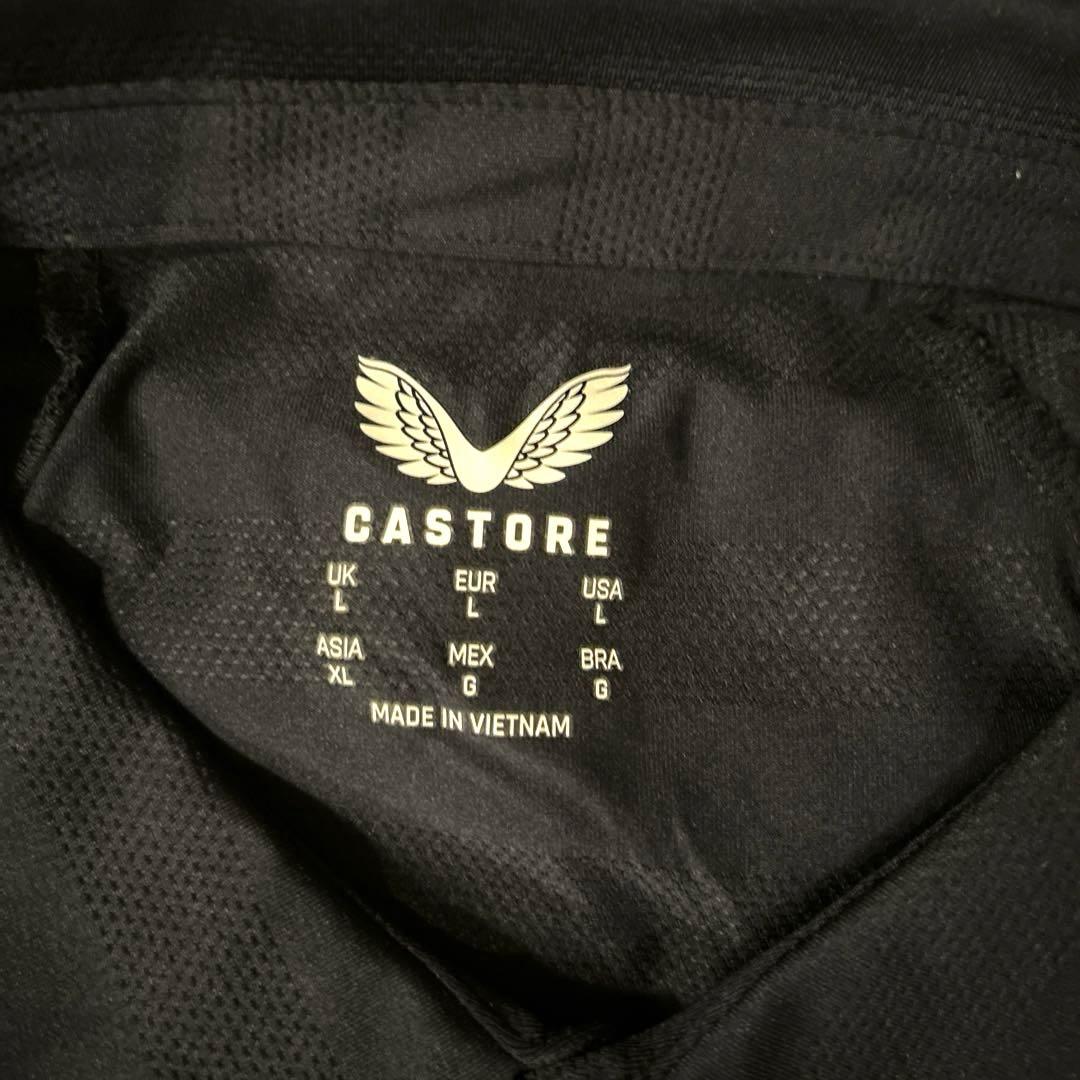 CASTORE
UK EUR USA
L L L
ASIA MEX BRA
XL G G
MADE IN VIETNAM